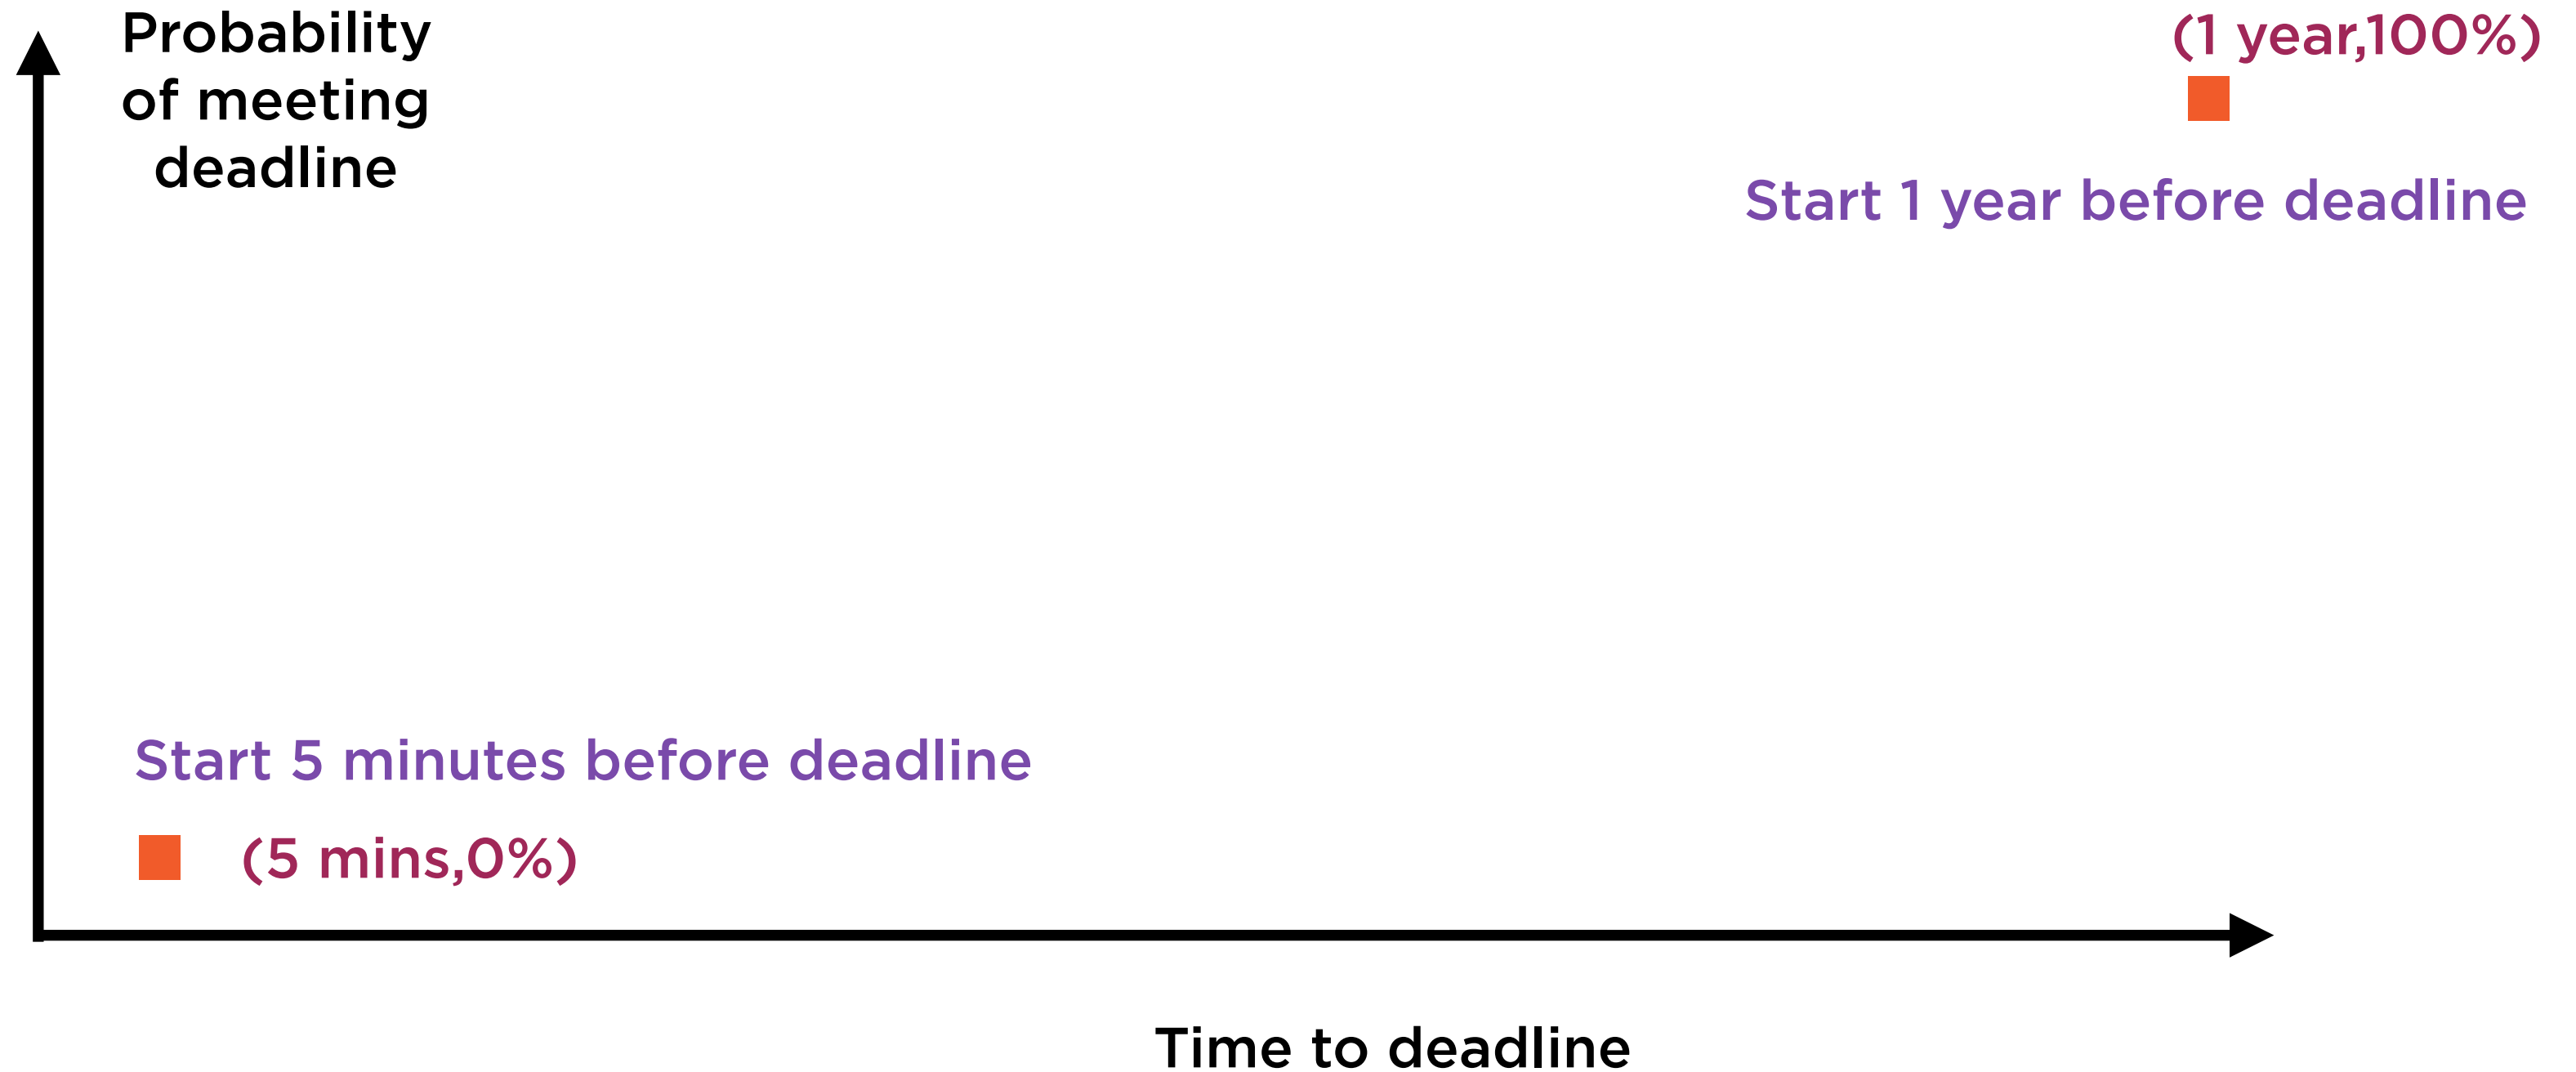 Probability
of meeting
deadline
(1 year,100%)
Start 1 year before deadline
Start 5 minutes before deadline
(5 mins,0%)
Time to deadline